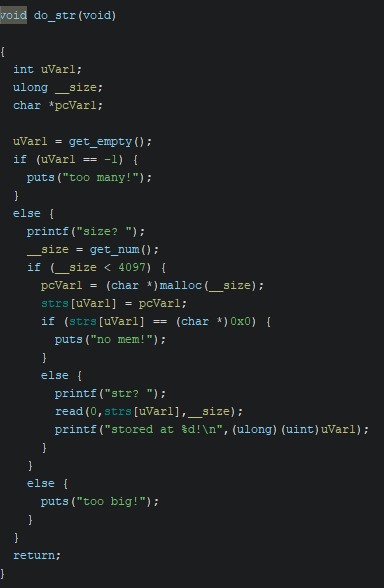 void do_str(void)
{
int uVar1;
ulong __size;
char *pcVar1;
uVar1 = get_empty();
if (uVar1 == -1) {
puts("too many!");
}
else {
printf("size? ");
__size = get_num();
if (__size < 4097) {
pcVar1 = (char *)malloc(__size);
strs[uVar1] = pcVar1;
if (strs[uVar1] == (char *)0x0) {
puts("no mem!");
}
else {
printf("str? ");
read(0,strs[uVar1],__size);
printf("stored at %d!\n",(ulong)(uint)uVar1);
}
}
else {
puts("too big!");
}
}
return;
}